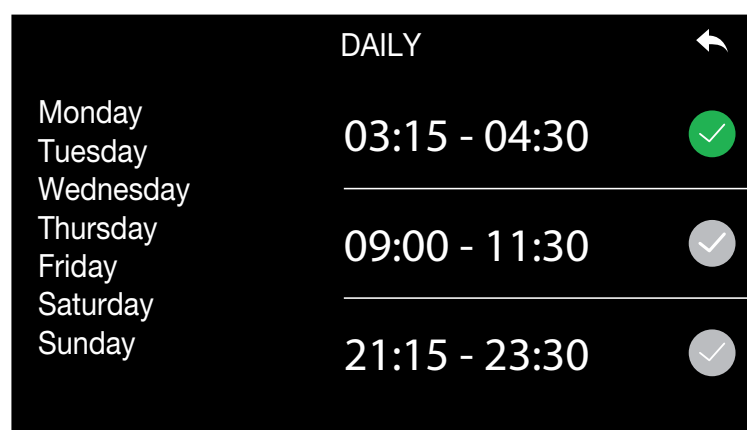 DAILY
Monday
Tuesday
Wednesday
Thursday
Friday
Saturday
Sunday
03:15 - 04:30
09:00 - 11:30
21:15 - 23:30